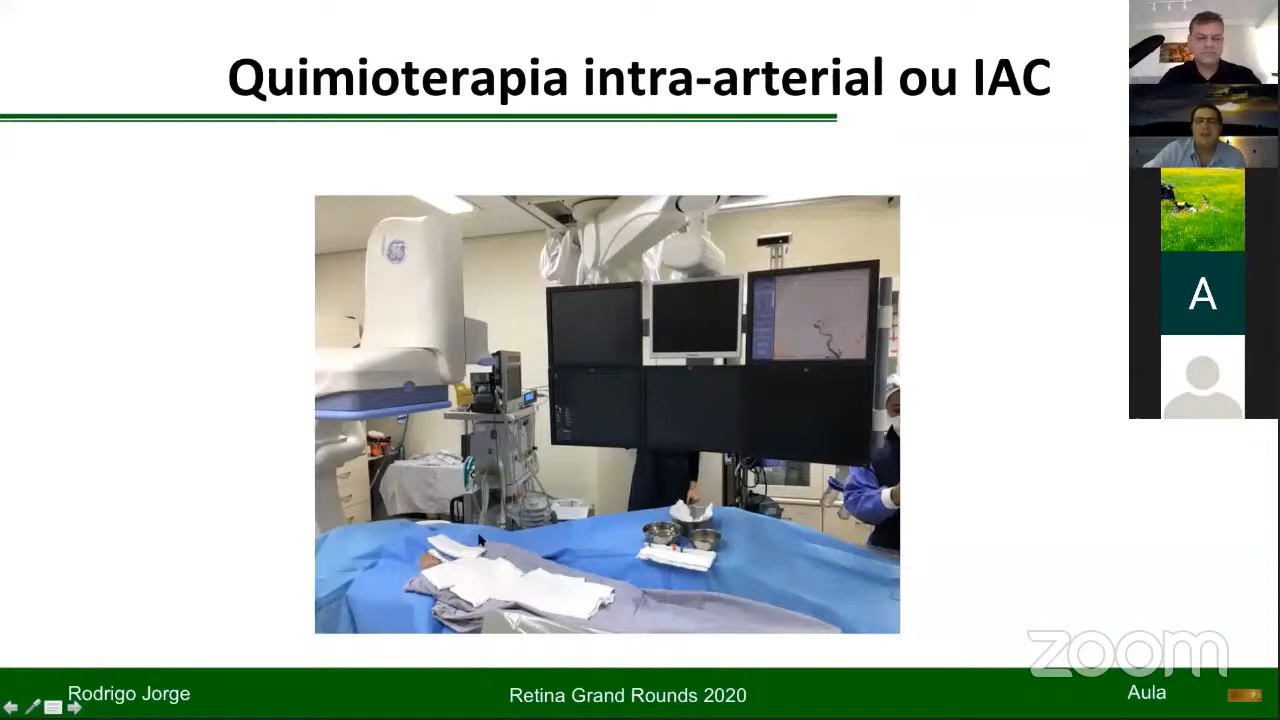 Quimioterapia intra-arterial ou IAC
A
zoom
Rodrigo Jorge
Retina Grand Rounds 2020
Aula